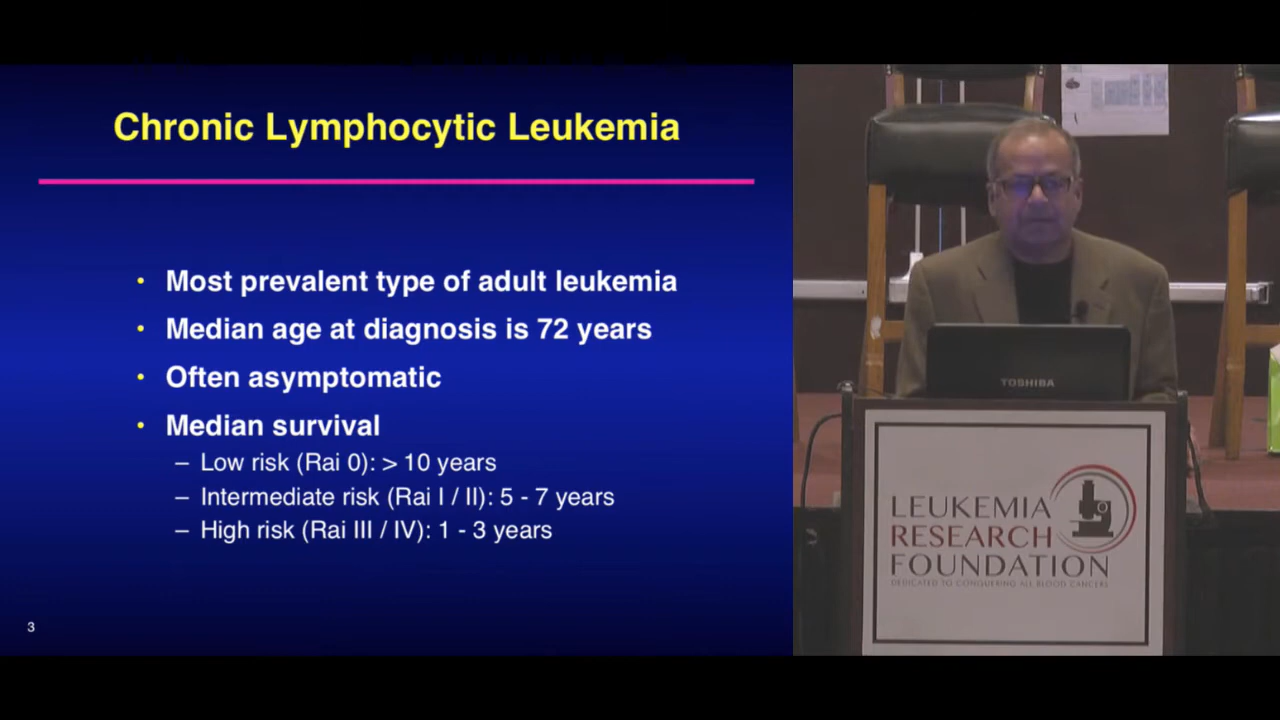 Chronic Lymphocytic Leukemia
• Most prevalent type of adult leukemia
• Median age at diagnosis is 72 years
• Often asymptomatic
• Median survival
– Low risk (Rai 0): > 10 years
– Intermediate risk (Rai I / II): 5 - 7 years
– High risk (Rai III / IV): 1 - 3 years
3
TOSHIBA
LEUKEMIA
RESEARCH
FOUNDATION
DEDICATED TO CONQUERING ALL BLOOD CANCERS